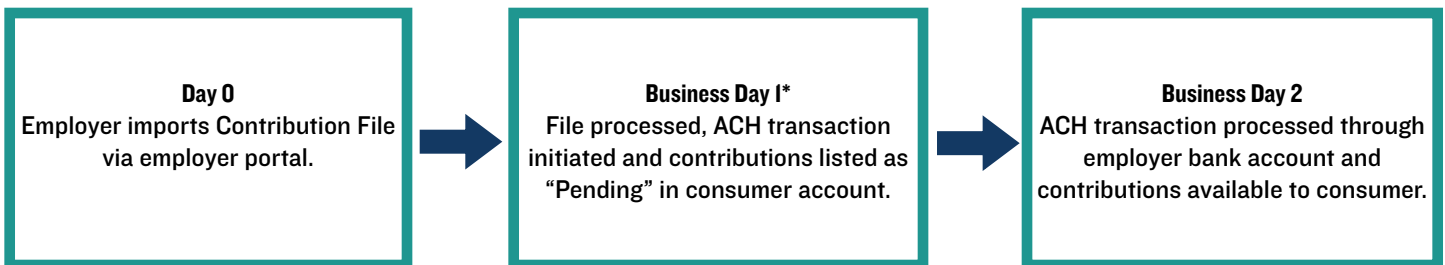 Day 0
Employer imports Contribution File
via employer portal.
Business Day 1*
File processed, ACH transaction
initiated and contributions listed as
“Pending” in consumer account.
Business Day 2
ACH transaction processed through
employer bank account and
contributions available to consumer.